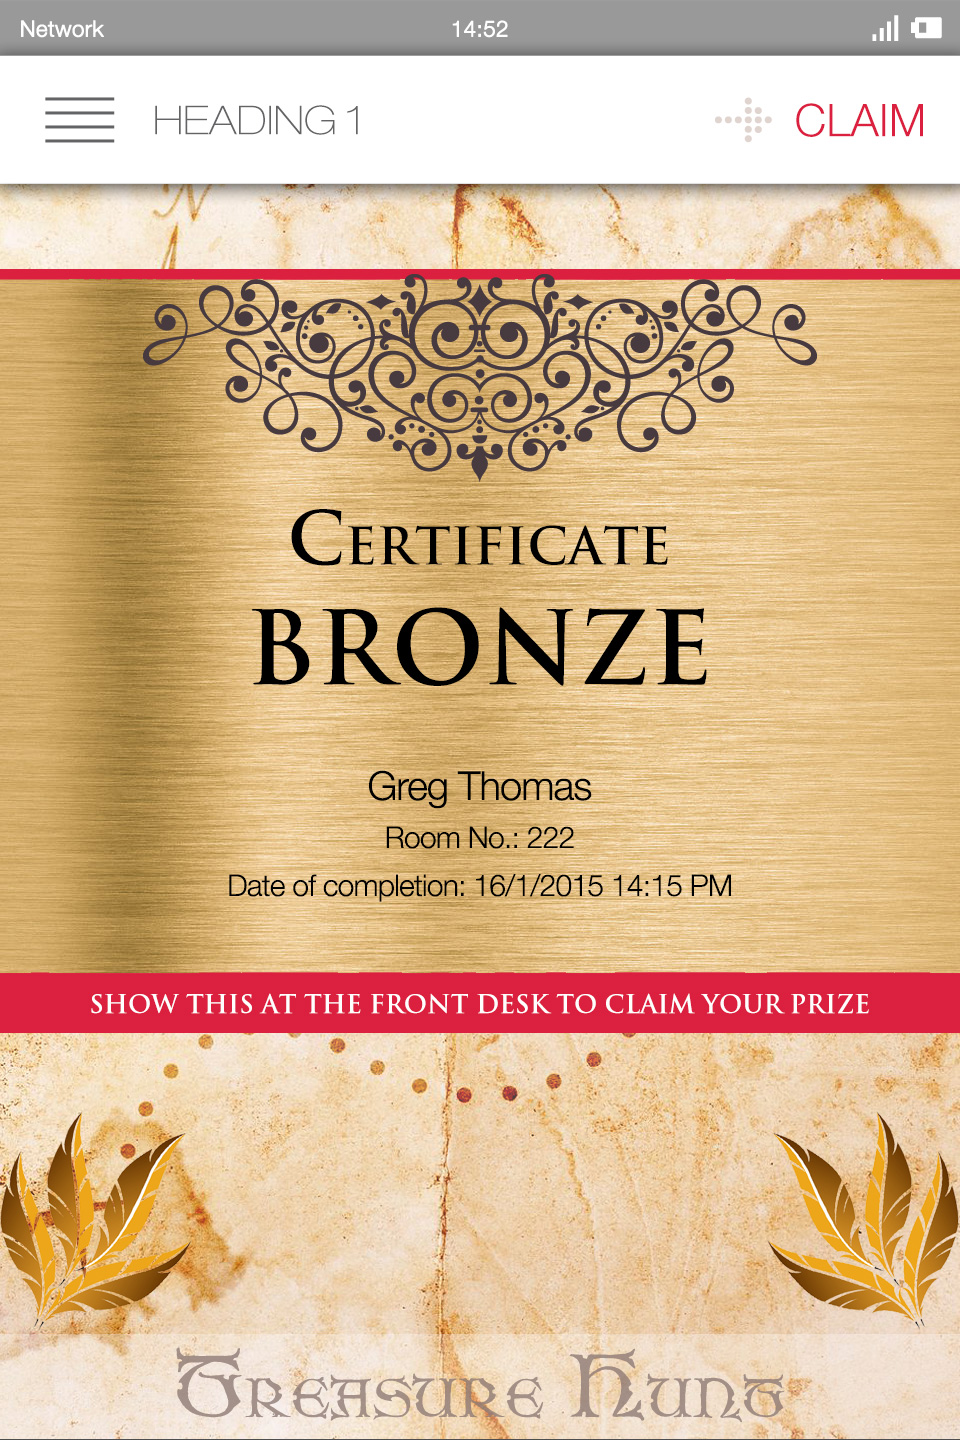 Network
14:52
HEADING 1
CLAIM
CERTIFICATE
BRONZE
Greg Thomas
Room No.: 222
Date of completion: 16/1/2015 14:15 PM
SHOW THIS AT THE FRONT DESK TO CLAIM YOUR PRIZE
TREASURE HUNT